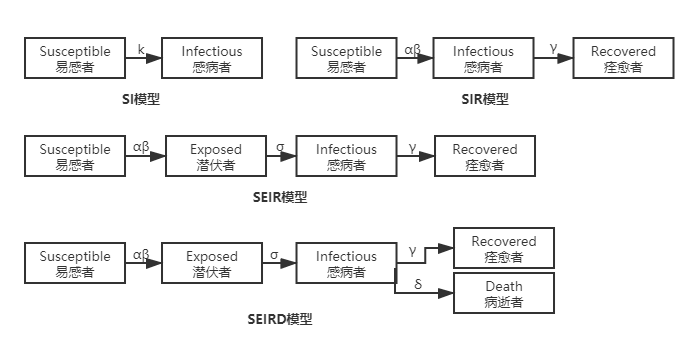 Susceptible
易感者
k
Infectious
感病者
SI模型
Susceptible
易感者
αβ
Infectious
感病者
γ
Recovered
痊愈者
SIR模型
Susceptible
易感者
αβ
Exposed
潜伏者
σ
Infectious
感病者
γ
Recovered
痊愈者
SEIR模型
Susceptible
易感者
αβ
Exposed
潜伏者
σ
Infectious
感病者
γ
Recovered
痊愈者
δ
Death
病逝者
SEIRD模型